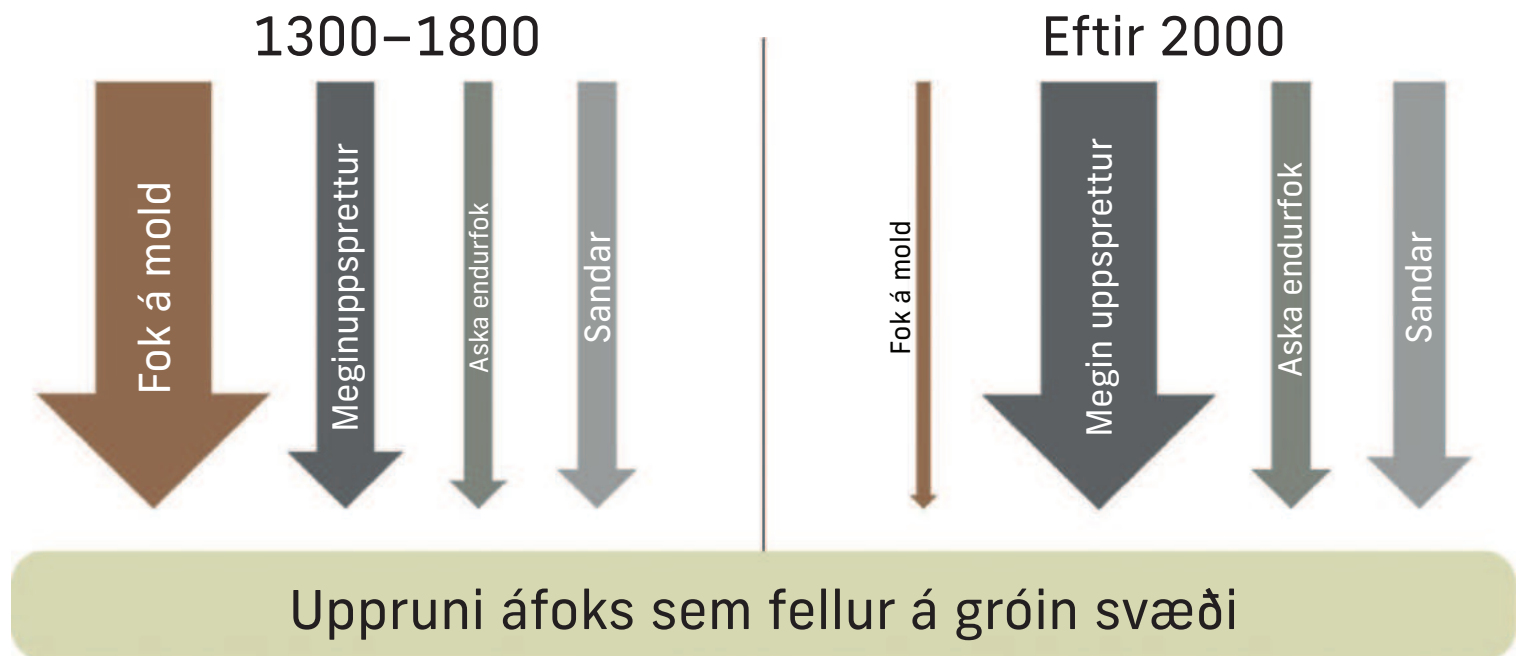 1300–1800
Fok á mold
Meginuppsprettur
Aska endurfok
Sandar
Eftir 2000
Fok á mold
Megin uppsprettur
Aska endurfok
Sandar
Uppruni áfoks sem fellur á gróin svæði